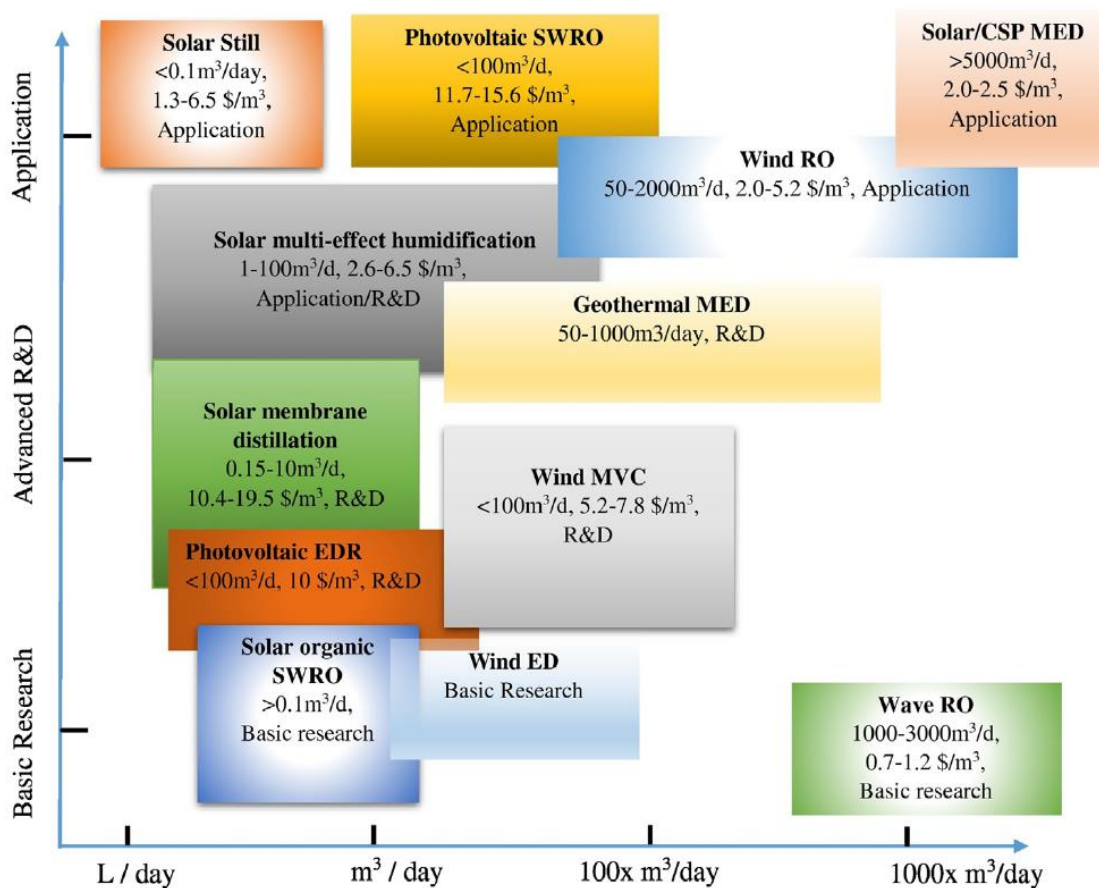 Solar Still
<0.1m³/day,
1.3-6.5 $/m³,
Application
Photovoltaic SWRO
<100m³/d,
11.7-15.6 $/m³,
Application
Solar/CSP MED
>5000m³/d,
2.0-2.5 $/m³,
Application
Wind RO
50-2000m³/d, 2.0-5.2 $/m³, Application
Solar multi-effect humidification
1-100m³/d, 2.6-6.5 $/m³,
Application/R&D
Geothermal MED
50-1000m3/day, R&D
Solar membrane
distillation
0.15-10m³/d,
10.4-19.5 $/m³, R&D
Wind MVC
<100m³/d, 5.2-7.8 $/m³,
R&D
Photovoltaic EDR
<100m³/d, 10 $/m³, R&D
Solar organic
SWRO
>0.1m³/d,
Basic research
Wind ED
Basic Research
Wave RO
1000-3000m³/d,
0.7-1.2 $/m³,
Basic research
Application
Advanced R&D
Basic Research
L / day
m³ / day
100x m³/day
1000x m³/day